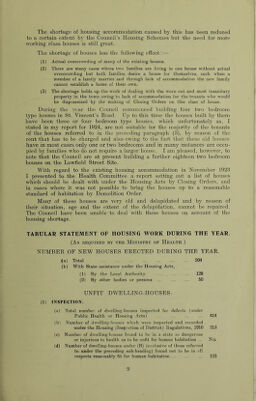 The shortage of housing accommodation caused by this has been reduced
to a certain extent by the Council's Housing Schemes but the need for more
working class houses is still great.
The shortage of houses has the following effect :—
(1) Actual overcrowding of many of the existing houses.
(2) There are many cases when two families are living in one house without actual
overcrowding but both families desire a house for themselves, such when a
member of a family marries and through lack of accommodation the new family
cannot establish a home of their own.
(3) The shortage holds up the work of dealing with the worn out and most insanitary
property in the town owing to lack of accommodation for the tenants who would
be dispossessed by the making of Closing Orders on the class of house.
During the year the Council commenced building nine two bedroom
type houses in St. Vincent's Road. Up to this time the houses built by them
have been three or four bedroom type houses, which unfortunately as I
stated in my report for 1924, are not suitable for the majority of the tenants
of the houses referred to in the preceding paragraph (3), by reason of the
rent that has to be charged and also owing to the fact that these tenants
have in most cases only one or two bedrooms and in many instances are occu-
pied by families who do not require a larger house. I am pleased, however, to
note that the Council are at present building a further eighteen two bedroom
houses on the Lowfield Street Site.
With regard to the existing housing accommodation in November 1923
I presented to the Health Committee a report setting out a list of houses
which should be dealt with under the Housing Acts by Closing Orders, and
in cases where it was not possible to bring the houses up to a reasonable
standard of habitation by Demolition Order.
Many of these houses are very old and delapidated and by reason of
their situation, age and the extent of the delapidation, cannot be repaired.
The Council have been unable to deal with these houses on account of the
housing shortage.
TABULAR STATEMENT OF HOUSING WORK DURING THE YEAR.
(As required by the Ministry of Health)
NUMBER OF NEW HOUSES ERECTED DURING THE YEAR.
(a) Total
(b) With State assistance under the Housing Acts,
(1) By the Local Authority
(2) By other bodies or persons 50
UNFIT DWELLING-HOUSES.
(1) INSPECTION.
(a) Total number of dwelling-houses inspected for defects (under
Public Health or Housing Acts)
(b) Number of dwelling-houses which were inspected and recorded
under the Housing (Inspection of District) Regulations, 1910
(c) Number of dwelling-houses found to be in a state so dangerous
or injurious to health as to be unfit for human habitation ... Nil.
(d) Number of dwelling-houses under (B) (exclusive of those referred
to under the preceding sub-heading) found not to be in all
respects reasonably fit for human habitation
9